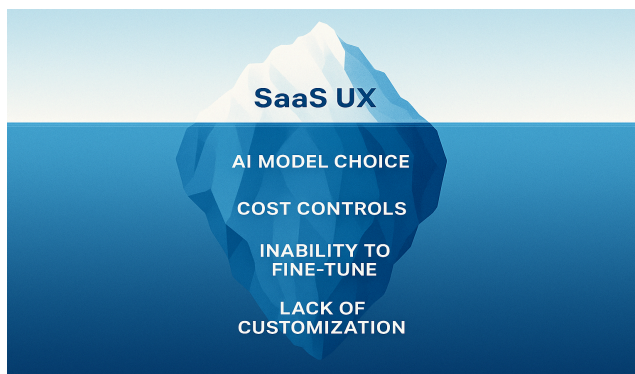 SaaS UX
AI MODEL CHOICE
COST CONTROLS
INABILITY TO
FINE-TUNE
LACK OF
CUSTOMIZATION